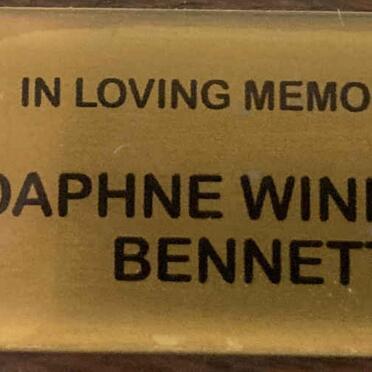 IN LOVING MEMO
DAPHNE WIN
BENNETT